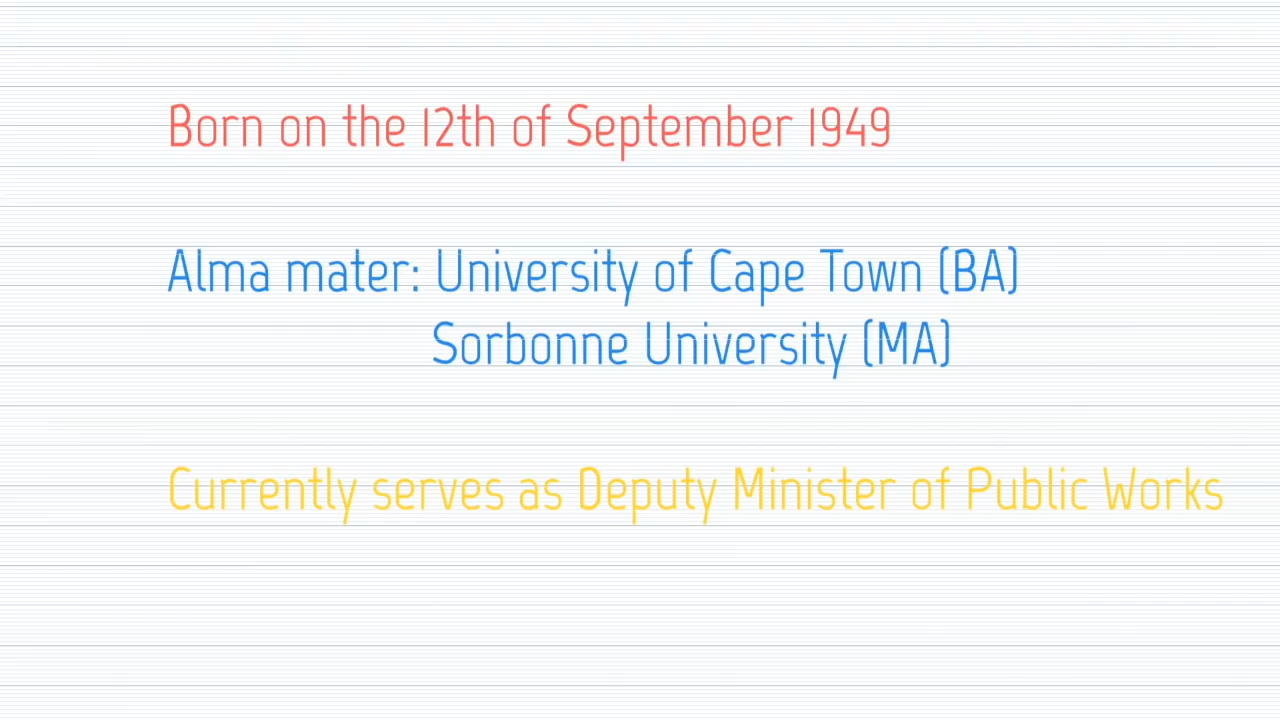 Born on the 12th of September 1949
Alma mater: University of Cape Town (BA)
Sorbonne University (MA)
Currently serves as Deputy Minister of Public Works